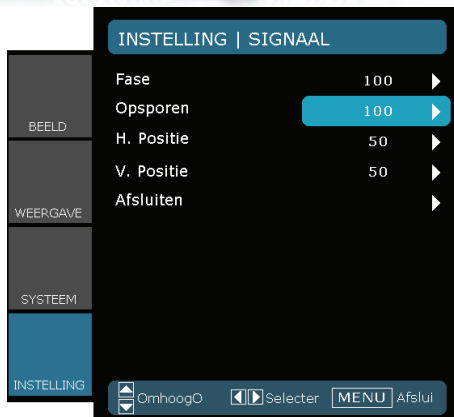 INSTELLING | SIGNAAL
Fase 100
Opsporen 100
H. Positie 50
V. Positie 50
Afsluiten
BEELD
WEERGAVE
SYSTEEM
INSTELLING
OmhoogO Selecter MENU Afslui